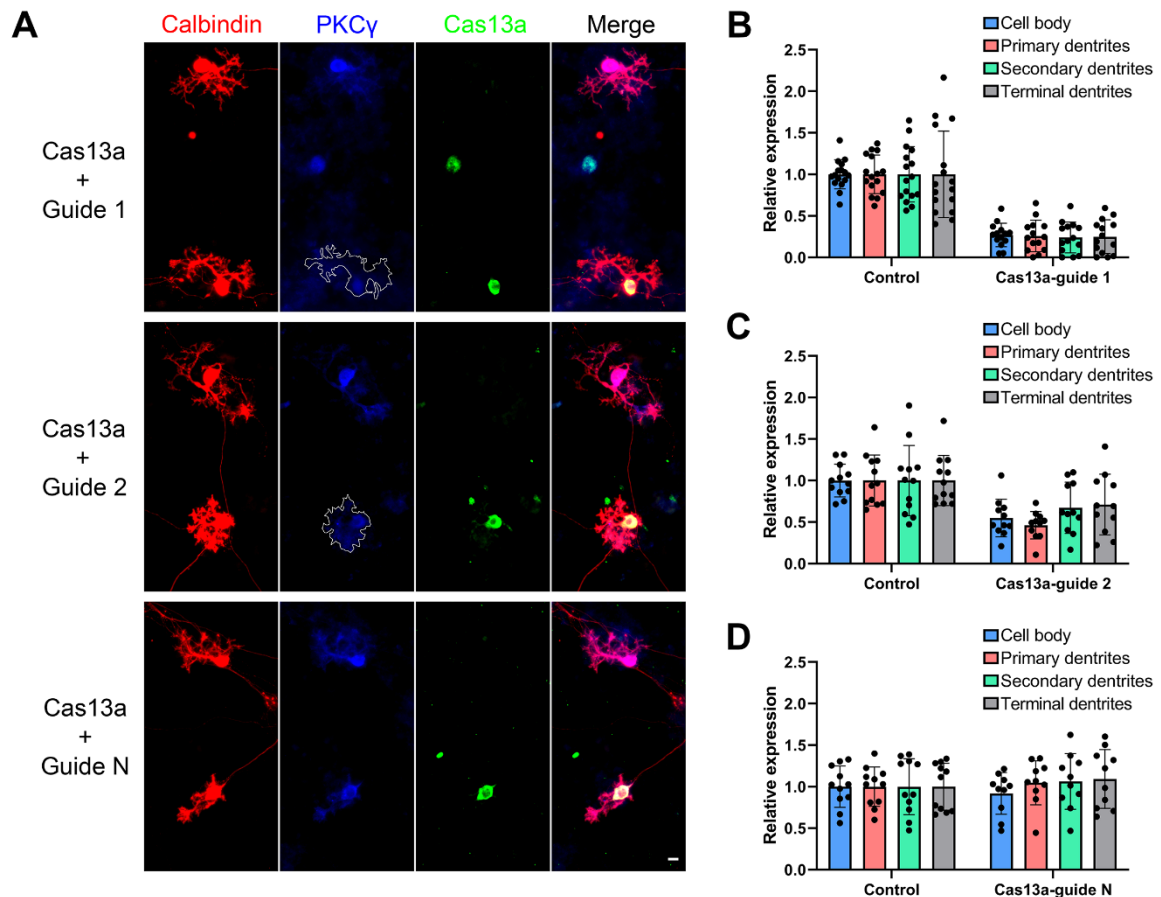 A
Calbindin PKCγ Cas13a Merge
Cas13a
+
Guide 1
Cas13a
+
Guide 2
Cas13a
+
Guide N
B
Cell body
Primary dentrites
Secondary dentrites
Terminal dentrites
Relative expression
2.5
2.0
1.5
1.0
0.5
0.0
Control Cas13a-guide 1
C
Cell body
Primary dentrites
Secondary dentrites
Terminal dentrites
Relative expression
2.5
2.0
1.5
1.0
0.5
0.0
Control Cas13a-guide 2
D
Cell body
Primary dentrites
Secondary dentrites
Terminal dentrites
Relative expression
2.5
2.0
1.5
1.0
0.5
0.0
Control Cas13a-guide N